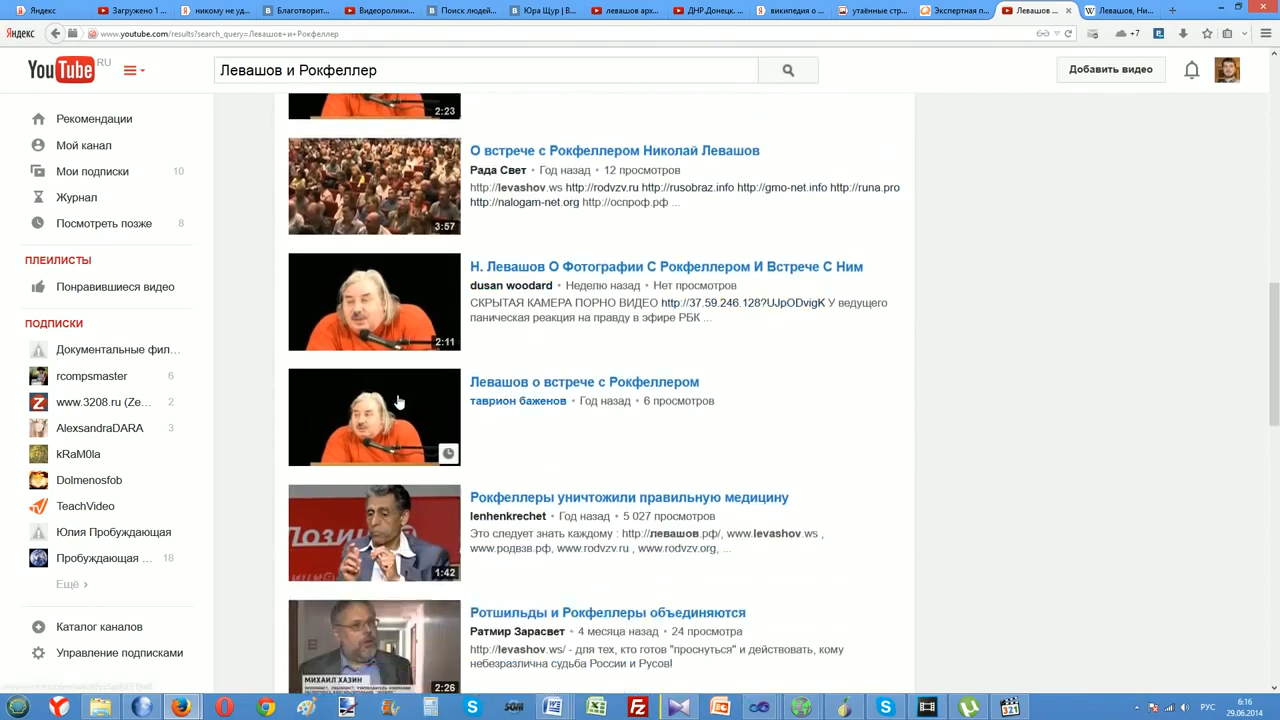 Youtube
Загружено 1 ...
никому не уд...
Благотворит...
Видеоролики...
Поиск людей...
Юра Щур | В...
левашов арх...
ДНР.Донецк. ...
википедия о ...
утаённые стр...
Экспертная п...
Левашов ...
Левашов, Ни...
Яндекс
www.youtube.com/results?search_query=Левашов+и+Рокфеллер
+7
YouTube RU
Левашов и Рокфеллер
Добавить видео
Рекомендации
Мой канал
Мои подписки 10
Журнал
Посмотреть позже 8
ПЛЕЙЛИСТЫ
Понравившиеся видео
ПОДПИСКИ
Документальные фил...
rcompsmaster 6
www.3208.ru (Ze... 2
AlexsandraDARA 3
kRaM0la
Dolmenosfob
TeachVideo
Юлия Пробуждающая
Пробуждающая ... 18
Ещё ›
Каталог каналов
Управление подписками
2:23
О встрече с Рокфеллером Николай Левашов
Рада Свет • Год назад • 12 просмотров
http://levashov.ws http://rodvzv.ru http://rusobraz.info http://gmo-net.info http://runa.pro
http://nalogam-net.org http://оспроф.рф ...
3:57
Н. Левашов О Фотографии С Рокфеллером И Встрече С Ним
dusan woodard • Неделю назад • Нет просмотров
СКРЫТАЯ КАМЕРА ПОРНО ВИДЕО http://37.59.246.128?UJpODvigK У ведущего
паническая реакция на правду в эфире РБК ...
2:11
Левашов о встрече с Рокфеллером
таврион баженов • Год назад • 6 просмотров
Рокфеллеры уничтожили правильную медицину
lenhenkrechet • Год назад • 5 027 просмотров
Это следует знать каждому : http://левашов.рф/, www.levashov.ws ,
www.родвзв.рф, www.rodvzv.ru , www.rodvzv.org, ...
1:42
Ротшильды и Рокфеллеры объединяются
Ратмир Зарасвет • 4 месяца назад • 24 просмотра
http://levashov.ws/ - для тех, кто готов "проснуться" и действовать, кому
небезразлична судьба России и Русов!
МИХАИЛ ХАЗИН
2:26
РУС
6:16
29.06.2014